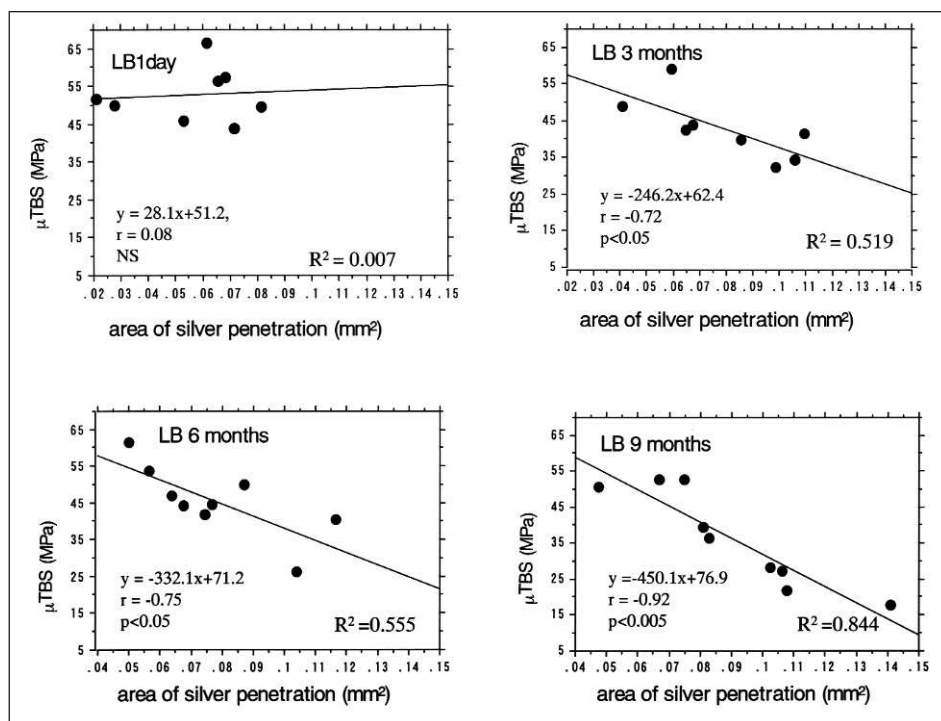 LB1day
65
55
45
35
25
15
5
μTBS (MPa)
y = 28.1x+51.2,
r = 0.08
NS
R² = 0.007
.02 .03 .04 .05 .06 .07 .08 .09 .1 .11 .12 .13 .14 .15
area of silver penetration (mm²)
LB 3 months
65
55
45
35
25
15
5
μTBS (MPa)
y = -246.2x+62.4
r = -0.72
p<0.05
R² = 0.519
.02 .03 .04 .05 .06 .07 .08 .09 .1 .11 .12 .13 .14 .15
area of silver penetration (mm²)
LB 6 months
65
55
45
35
25
15
5
μTBS (MPa)
y = -332.1x+71.2
r = -0.75
p<0.05
R²=0.555
.04 .05 .06 .07 .08 .09 .1 .11 .12 .13 .14 .15
area of silver penetration (mm²)
LB 9 months
65
55
45
35
25
15
5
μTBS (MPa)
y = -450.1x+76.9
r = -0.92
p<0.005
R² =0.844
.04 .05 .06 .07 .08 .09 .1 .11 .12 .13 .14 .15
area of silver penetration (mm²)